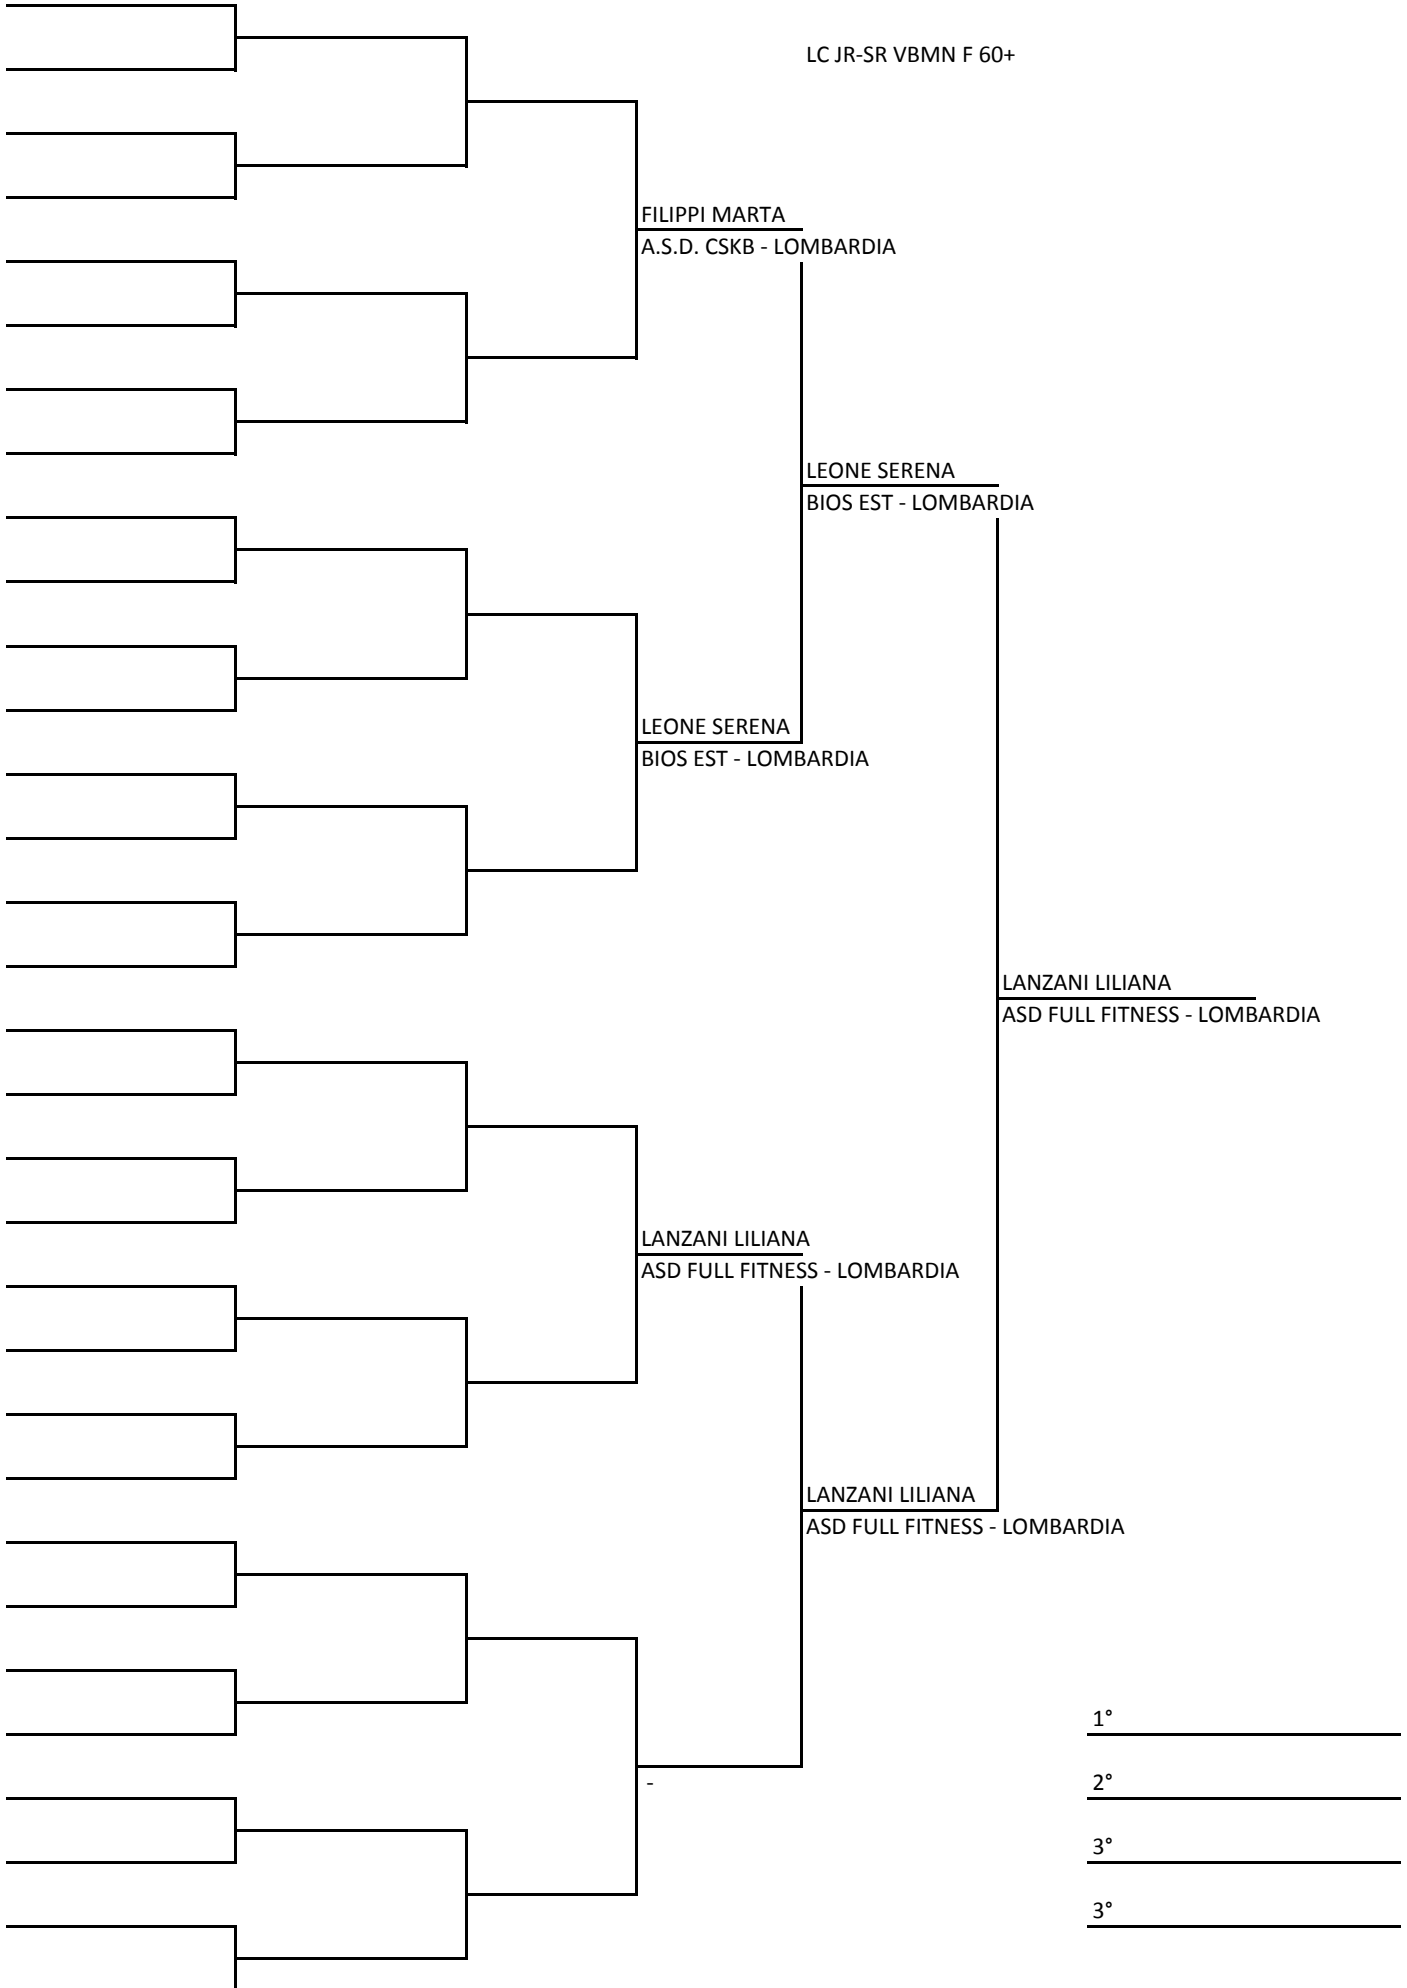 LC JR-SR VBMN F 60+
FILIPPI MARTA
A.S.D. CSKB - LOMBARDIA
LEONE SERENA
BIOS EST - LOMBARDIA
LEONE SERENA
BIOS EST - LOMBARDIA
LANZANI LILIANA
ASD FULL FITNESS - LOMBARDIA
LANZANI LILIANA
ASD FULL FITNESS - LOMBARDIA
LANZANI LILIANA
ASD FULL FITNESS - LOMBARDIA
1°
-
2°
3°
3°